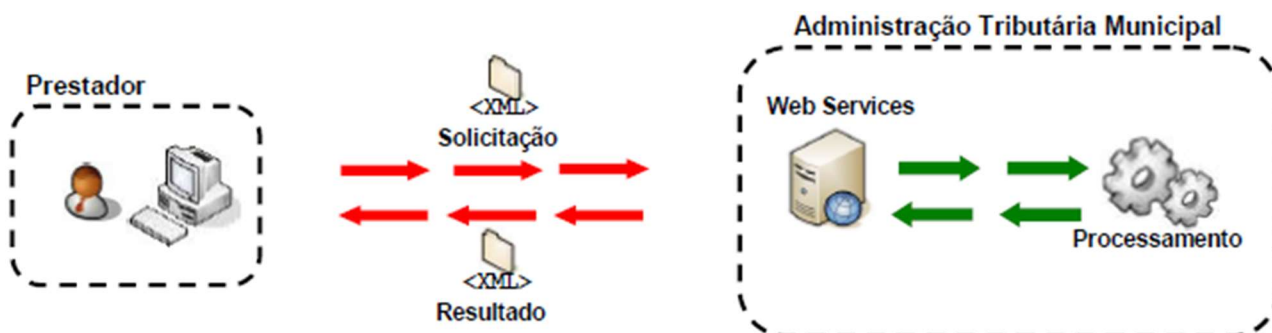 Administração Tributária Municipal
Prestador
<XML>
Solicitação
Web Services
Processamento
<XML>
Resultado